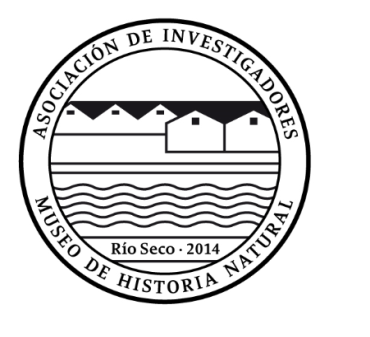 ASOCIACIÓN DE INVESTIGADORES
Río Seco · 2014
MUSEO DE HISTORIA NATURAL